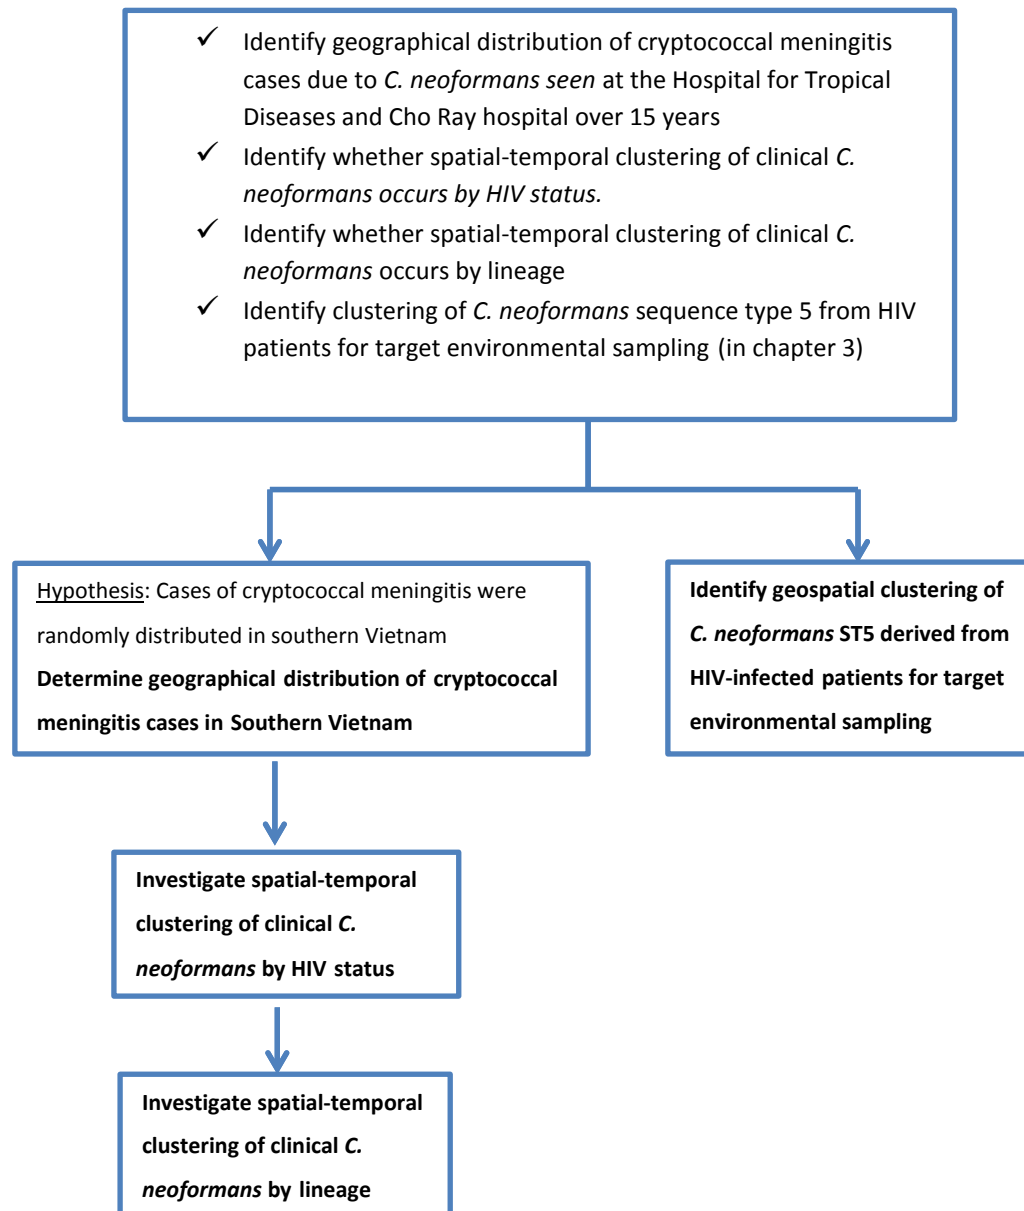 ✓ Identify geographical distribution of cryptococcal meningitis
cases due to C. neoformans seen at the Hospital for Tropical
Diseases and Cho Ray hospital over 15 years
✓ Identify whether spatial-temporal clustering of clinical C.
neoformans occurs by HIV status.
✓ Identify whether spatial-temporal clustering of clinical C.
neoformans occurs by lineage
✓ Identify clustering of C. neoformans sequence type 5 from HIV
patients for target environmental sampling (in chapter 3)
Hypothesis: Cases of cryptococcal meningitis were
randomly distributed in southern Vietnam
Determine geographical distribution of cryptococcal
meningitis cases in Southern Vietnam
Identify geospatial clustering of
C. neoformans ST5 derived from
HIV-infected patients for target
environmental sampling
Investigate spatial-temporal
clustering of clinical C.
neoformans by HIV status
Investigate spatial-temporal
clustering of clinical C.
neoformans by lineage